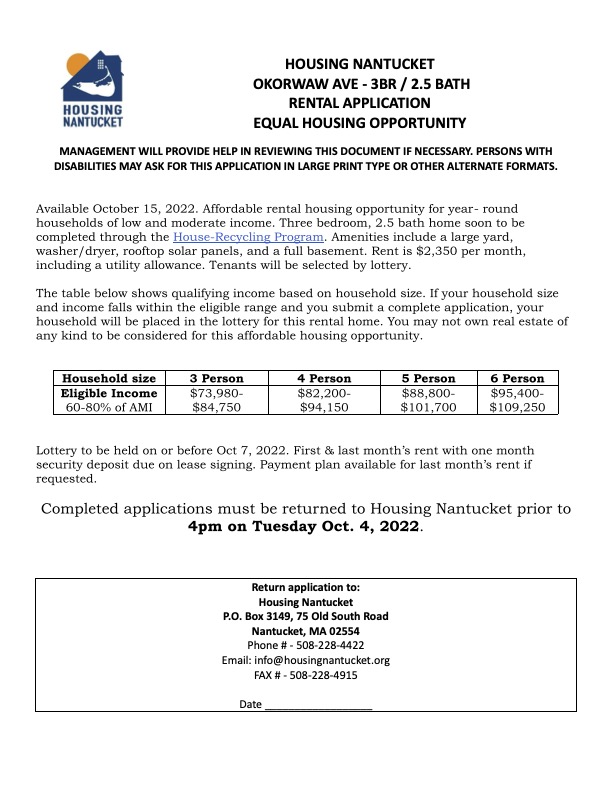 HOUSING
NANTUCKET
HOUSING NANTUCKET
OKORWAW AVE - 3BR / 2.5 BATH
RENTAL APPLICATION
EQUAL HOUSING OPPORTUNITY
MANAGEMENT WILL PROVIDE HELP IN REVIEWING THIS DOCUMENT IF NECESSARY. PERSONS WITH
DISABILITIES MAY ASK FOR THIS APPLICATION IN LARGE PRINT TYPE OR OTHER ALTERNATE FORMATS.
Available October 15, 2022. Affordable rental housing opportunity for year- round
households of low and moderate income. Three bedroom, 2.5 bath home soon to be
completed through the House-Recycling Program. Amenities include a large yard,
washer/dryer, rooftop solar panels, and a full basement. Rent is $2,350 per month,
including a utility allowance. Tenants will be selected by lottery.
The table below shows qualifying income based on household size. If your household size
and income falls within the eligible range and you submit a complete application, your
household will be placed in the lottery for this rental home. You may not own real estate of
any kind to be considered for this affordable housing opportunity.
Household size 3 Person 4 Person 5 Person 6 Person
Eligible Income $73,980- $82,200- $88,800- $95,400-
60-80% of AMI $84,750 $94,150 $101,700 $109,250
Lottery to be held on or before Oct 7, 2022. First & last month's rent with one month
security deposit due on lease signing. Payment plan available for last month's rent if
requested.
Completed applications must be returned to Housing Nantucket prior to
4pm on Tuesday Oct. 4, 2022.
Return application to:
Housing Nantucket
P.O. Box 3149, 75 Old South Road
Nantucket, MA 02554
Phone # - 508-228-4422
Email: info@housingnantucket.org
FAX # - 508-228-4915
Date ___________________